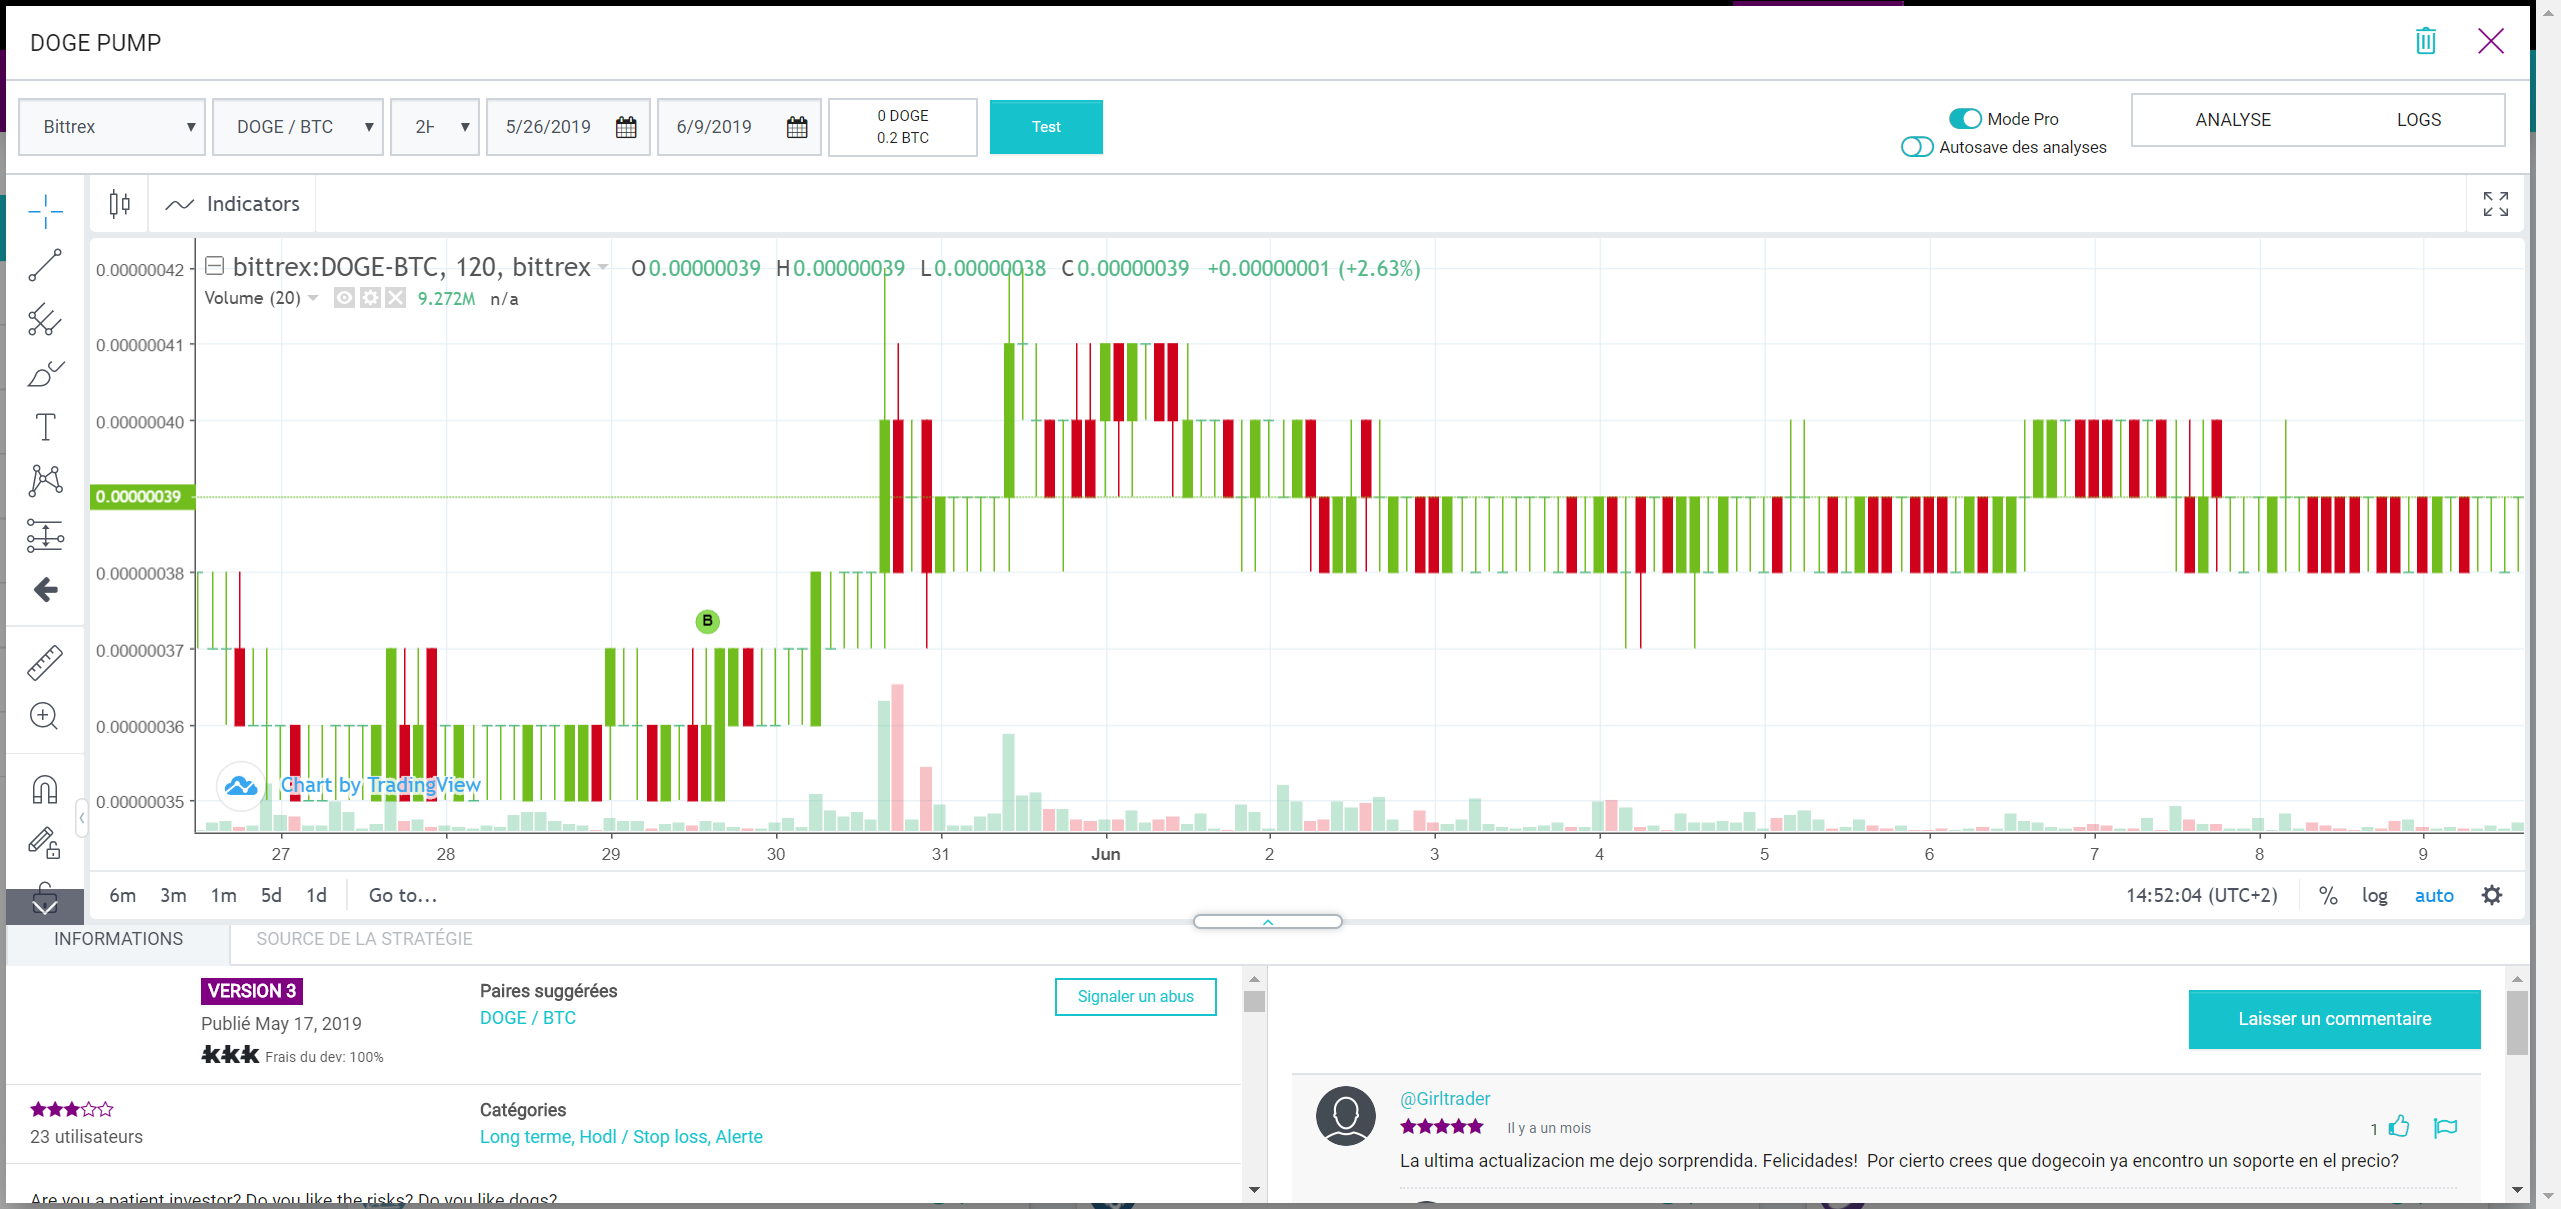 DOGE PUMP
Bittrex
DOGE / BTC
5/26/2019
6/9/2019
0 DOGE
0.2 BTC
Test
Mode Pro
Autosave des analyses
ANALYSE
LOGS
Indicators
bittrex:DOGE-BTC, 120, bittrex
O0.00000039 H0.00000039 L0.00000038 C0.00000039 +0.00000001 (+2.63%)
Volume (20) 9.272M n/a
0.00000042
0.00000041
0.00000040
0.00000039
0.00000038
0.00000037
0.00000036
0.00000035
B
Chart by TradingView
27 28 29 30 31 Jun 2 3 4 5 6 7 8 9
6m 3m 1m 5d 1d Go to...
14:52:04 (UTC+2) % log auto
INFORMATIONS
SOURCE DE LA STRATÉGIE
VERSION 3
Publié May 17, 2019
Frais du dev: 100%
Paires suggérées
DOGE / BTC
Signaler un abus
23 utilisateurs
Catégories
Long terme, Hodl / Stop loss, Alerte
Are you a patient investor? Do you like the risks? Do you like dogs?
Laisser un commentaire
@Girltrader
Il y a un mois
1
La ultima actualizacion me dejo sorprendida. Felicidades! Por cierto crees que dogecoin ya encontro un soporte en el precio?